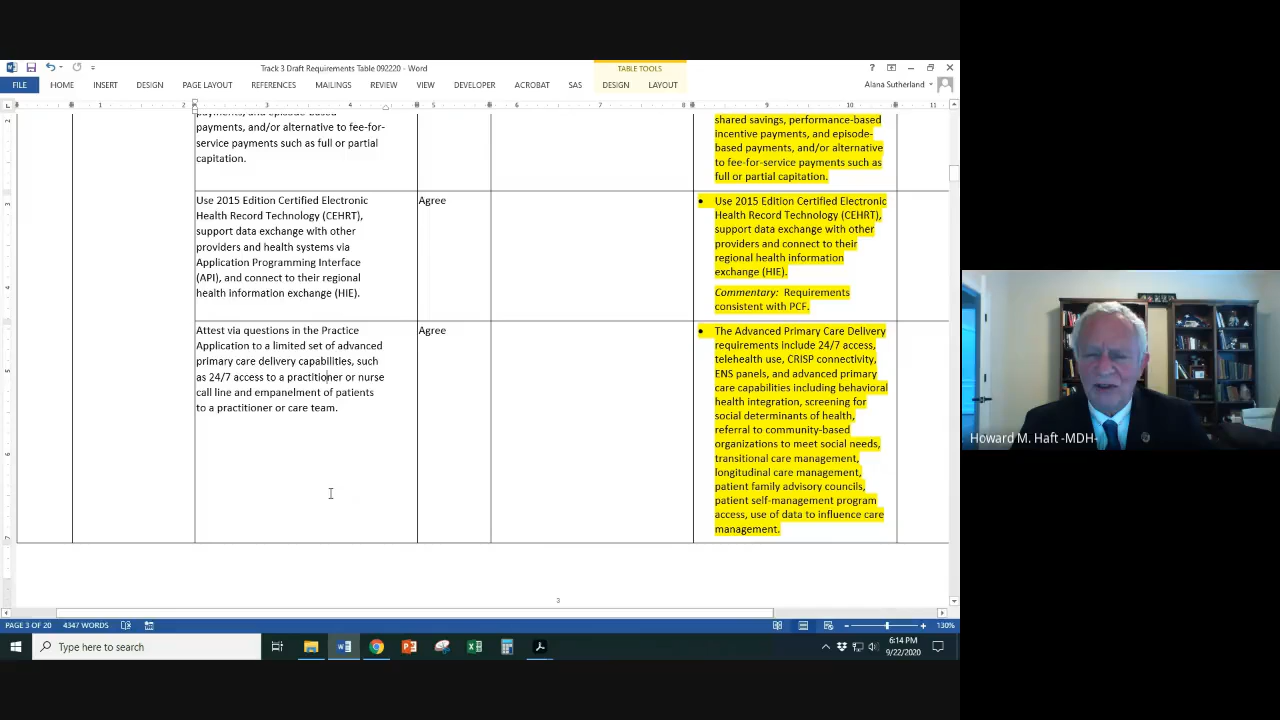 Track 3 Draft Requirements Table 092220 - Word
TABLE TOOLS
FILE HOME INSERT DESIGN PAGE LAYOUT REFERENCES MAILINGS REVIEW VIEW DEVELOPER ACROBAT SAS DESIGN LAYOUT
Alana Sutherland
payments, and episode-based
payments, and/or alternative to fee-for-
service payments such as full or partial
capitation.
shared savings, performance-based
incentive payments, and episode-
based payments, and/or alternative
to fee-for-service payments such as
full or partial capitation.
Use 2015 Edition Certified Electronic
Health Record Technology (CEHRT),
support data exchange with other
providers and health systems via
Application Programming Interface
(API), and connect to their regional
health information exchange (HIE).
Agree
• Use 2015 Edition Certified Electronic
Health Record Technology (CEHRT),
support data exchange with other
providers and connect to their
regional health information
exchange (HIE).
Commentary: Requirements
consistent with PCF.
Attest via questions in the Practice
Application to a limited set of advanced
primary care delivery capabilities, such
as 24/7 access to a practitioner or nurse
call line and empanelment of patients
to a practitioner or care team.
Agree
• The Advanced Primary Care Delivery
requirements include 24/7 access,
telehealth use, CRISP connectivity,
ENS panels, and advanced primary
care capabilities including behavioral
health integration, screening for
social determinants of health,
referral to community-based
organizations to meet social needs,
transitional care management,
longitudinal care management,
patient family advisory councils,
patient self-management program
access, use of data to influence care
management.
3
PAGE 3 OF 20 4347 WORDS
130%
Type here to search
6:14 PM
9/22/2020
Howard M. Haft -MDH-